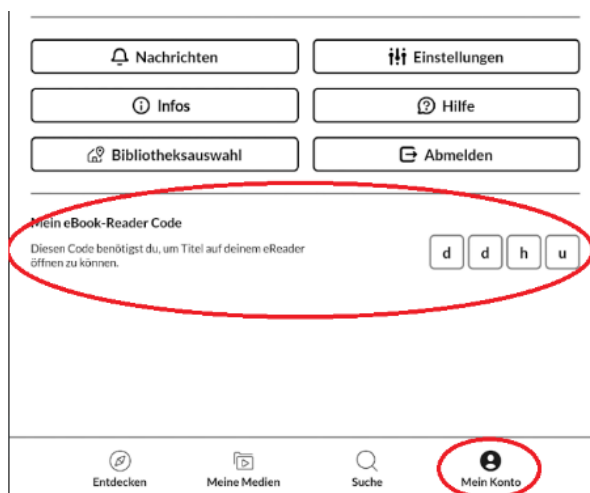 Nachrichten
Einstellungen
Infos
Hilfe
Bibliotheksauswahl
Abmelden
Mein eBook-Reader Code
Diesen Code benötigst du, um Titel auf deinem eReader
öffnen zu können.
d d h u
Entdecken
Meine Medien
Suche
Mein Konto